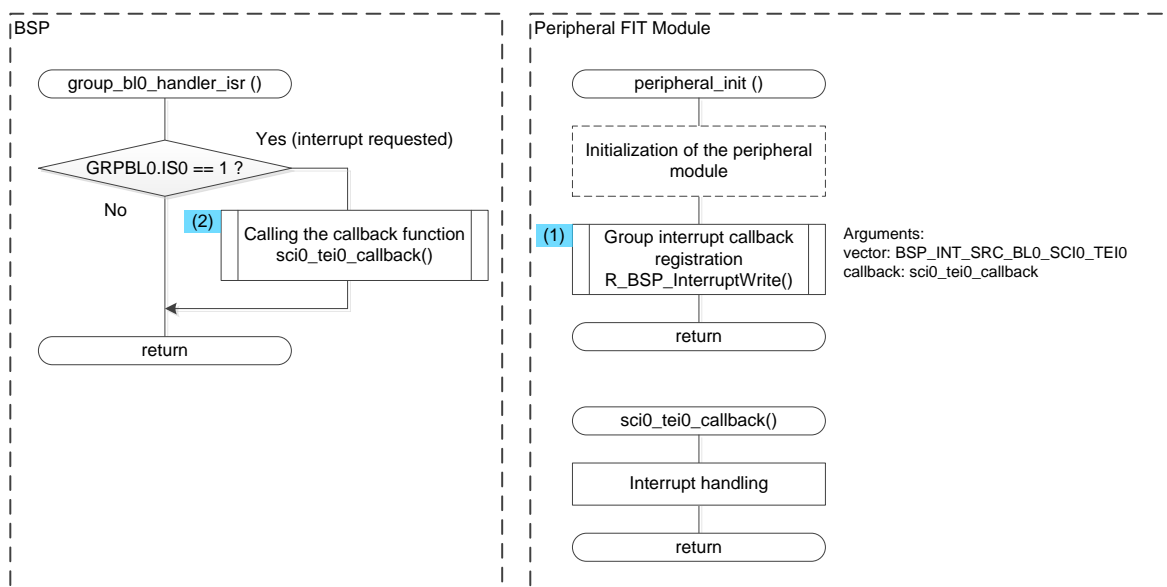 BSP
group_bl0_handler_isr ()
Yes (interrupt requested)
GRPBL0.IS0 == 1 ?
No
(2)
Calling the callback function
sci0_tei0_callback()
return
Peripheral FIT Module
peripheral_init ()
Initialization of the peripheral
module
(1)
Group interrupt callback
registration
R_BSP_InterruptWrite()
Arguments:
vector: BSP_INT_SRC_BL0_SCI0_TEI0
callback: sci0_tei0_callback
return
sci0_tei0_callback()
Interrupt handling
return